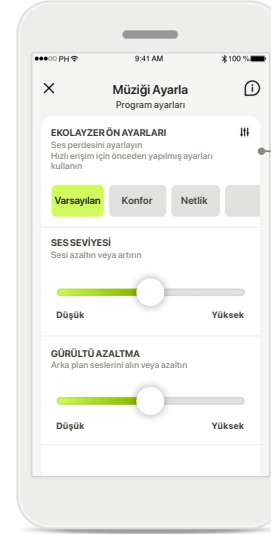 PH 9:41 AM 100 %
Müziği Ayarla
Program ayarları
EKOLAYZER ÖN AYARLARI
Ses perdesini ayarlayın
Hızlı erişim için önceden yapılmış ayarları
kullanın
Varsayılan Konfor Netlik
SES SEVİYESİ
Sesi azaltın veya artırın
Düşük Yüksek
GÜRÜLTÜ AZALTMA
Arka plan seslerini alın veya azaltın
Düşük Yüksek